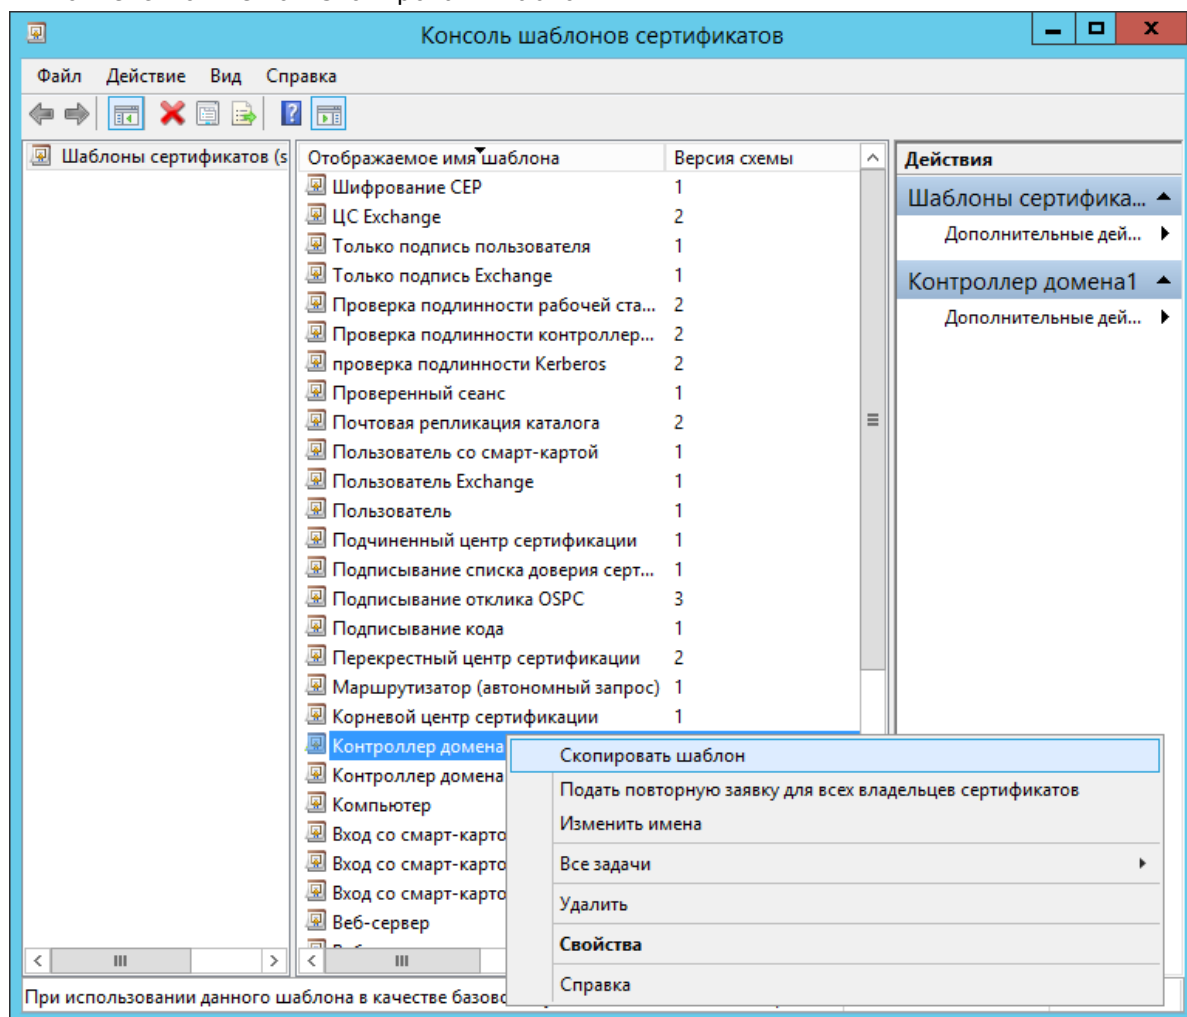 Консоль шаблонов сертификатов
Файл Действие Вид Справка
Шаблоны сертификатов (s
Отображаемое имя шаблона Версия схемы
Шифрование CEP 1
ЦС Exchange 2
Только подпись пользователя 1
Только подпись Exchange 1
Проверка подлинности рабочей ста... 2
Проверка подлинности контроллер... 2
проверка подлинности Kerberos 2
Проверенный сеанс 1
Почтовая репликация каталога 2
Пользователь со смарт-картой 1
Пользователь Exchange 1
Пользователь 1
Подчиненный центр сертификации 1
Подписывание списка доверия серт... 1
Подписывание отклика OSPC 3
Подписывание кода 1
Перекрестный центр сертификации 2
Маршрутизатор (автономный запрос) 1
Корневой центр сертификации 1
Контроллер домена
Контроллер домена
Компьютер
Вход со смарт-карто
Вход со смарт-карто
Вход со смарт-карто
Веб-сервер
Действия
Шаблоны сертифика...
Дополнительные дей...
Контроллер домена1
Дополнительные дей...
Скопировать шаблон
Подать повторную заявку для всех владельцев сертификатов
Изменить имена
Все задачи
Удалить
Свойства
Справка
При использовании данного шаблона в качестве базово